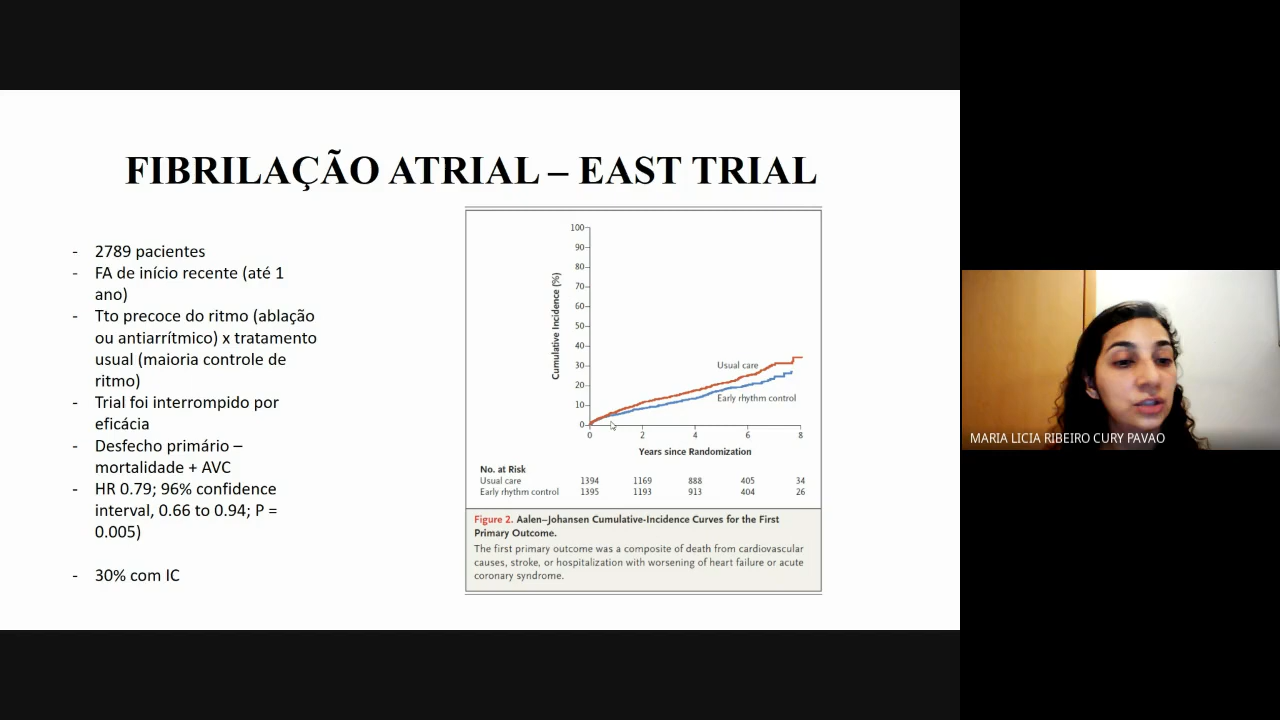 FIBRILAÇÃO ATRIAL – EAST TRIAL
- 2789 pacientes
- FA de início recente (até 1
ano)
- Tto precoce do ritmo (ablação
ou antiarrítmico) x tratamento
usual (maioria controle de
ritmo)
- Trial foi interrompido por
eficácia
- Desfecho primário –
mortalidade + AVC
- HR 0.79; 96% confidence
interval, 0.66 to 0.94; P =
0.005)
- 30% com IC
Cumulative Incidence (%)
100
90
80
70
60
50
40
30
20
10
0
Usual care
Early rhythm control
0 2 4 6 8
Years since Randomization
No. at Risk
Usual care 1394 1169 888 405 34
Early rhythm control 1395 1193 913 404 26
Figure 2. Aalen–Johansen Cumulative-Incidence Curves for the First
Primary Outcome.
The first primary outcome was a composite of death from cardiovascular
causes, stroke, or hospitalization with worsening of heart failure or acute
coronary syndrome.
MARIA LICIA RIBEIRO CURY PAVAO